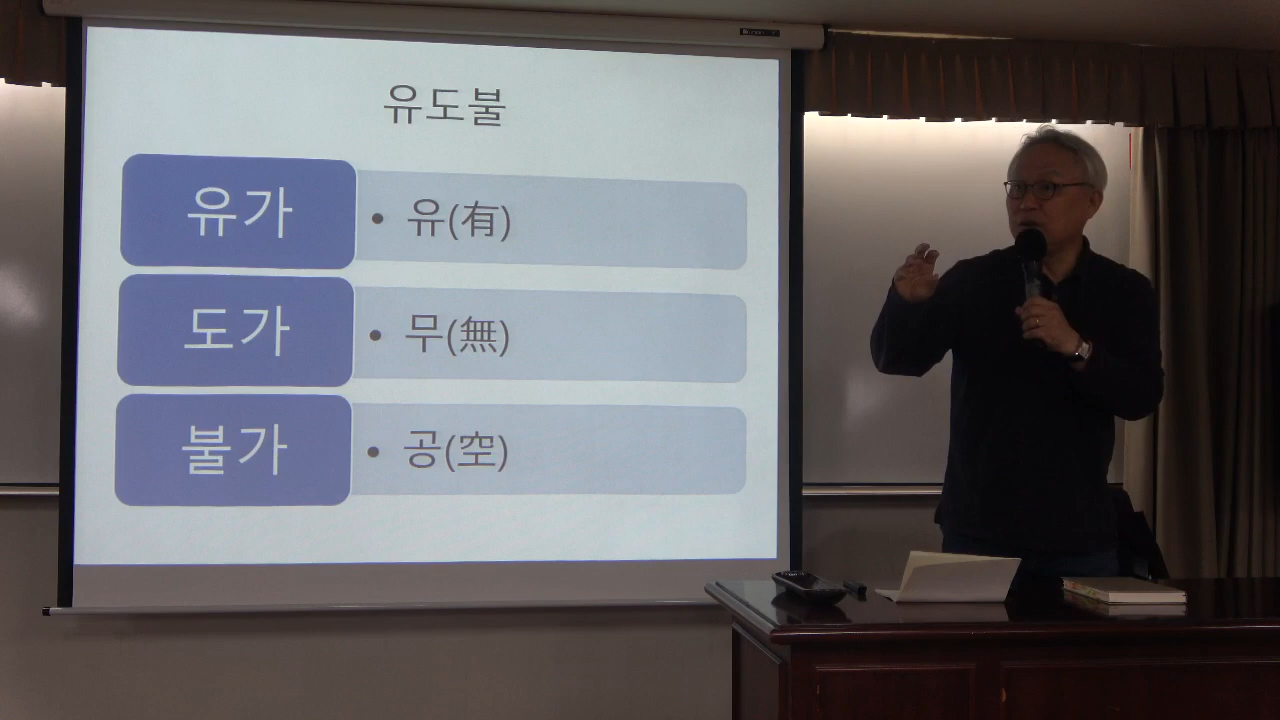 유도불
유가
• 유(有)
도가
• 무(無)
불가
• 공(空)